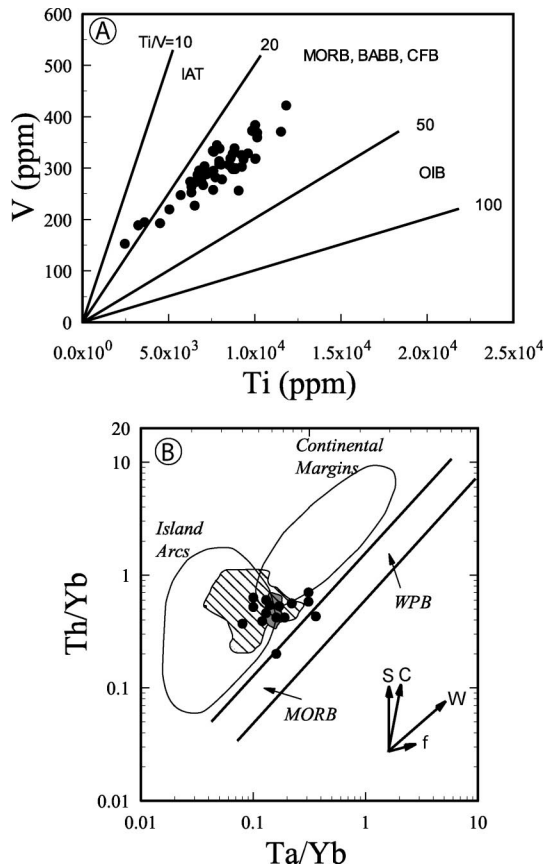 A
600
500
400
300
200
100
0
V (ppm)
Ti/V=10
IAT
20
MORB, BABB, CFB
50
OIB
100
0.0x10⁰
5.0x10³
1.0x10⁴
1.5x10⁴
2.0x10⁴
2.5x10⁴
Ti (ppm)
B
20
10
1
0.1
0.01
Th/Yb
Continental
Margins
Island
Arcs
WPB
MORB
S
C
W
f
0.01
0.1
1
10
Ta/Yb